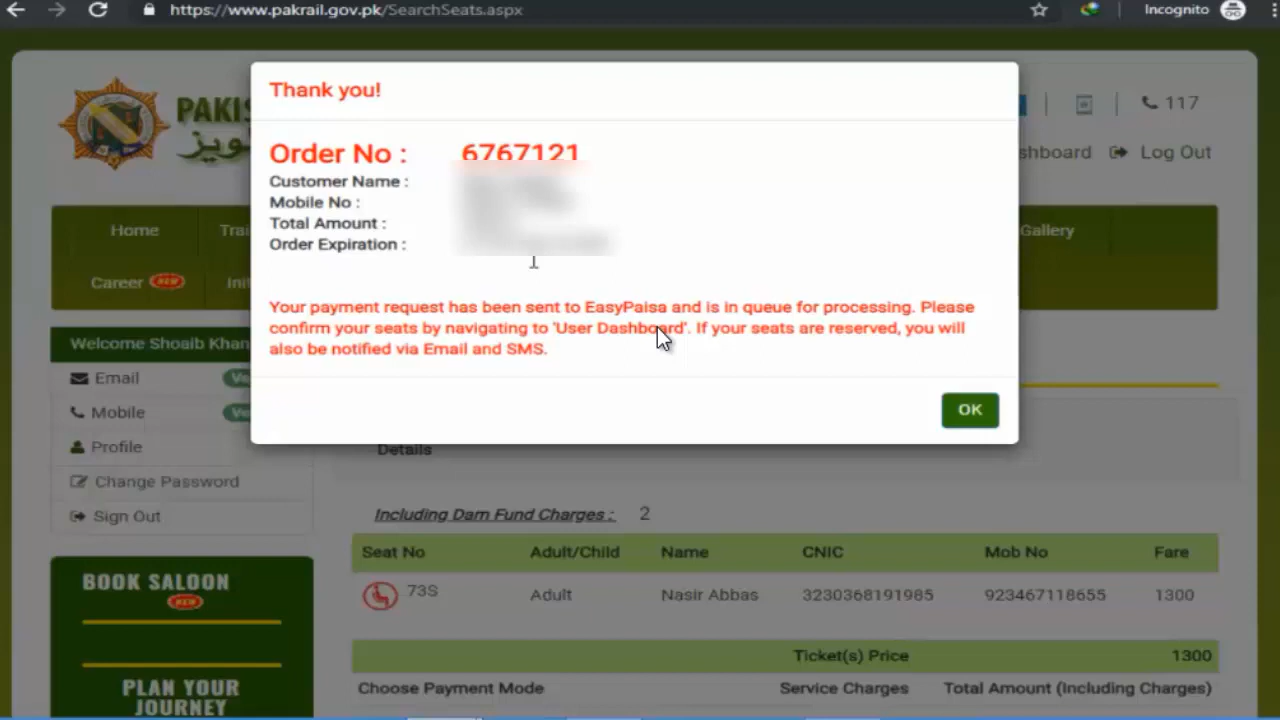 https://www.pakrail.gov.pk/SearchSeats.aspx
Incognito
Thank you!
PAKIS
117
Order No : 6767121
shboard Log Out
Customer Name :
Mobile No :
Total Amount :
Order Expiration :
Home
Trai
Gallery
Career NEW
Init
Your payment request has been sent to EasyPaisa and is in queue for processing. Please
confirm your seats by navigating to 'User Dashboard'. If your seats are reserved, you will
also be notified via Email and SMS.
Welcome Shoaib Khan
Email Ve
Mobile Ve
OK
Profile
Details
Change Password
Sign Out
Including Dam Fund Charges : 2
Seat No Adult/Child Name CNIC Mob No Fare
73S Adult Nasir Abbas 3230368191985 923467118655 1300
BOOK SALOON
NEW
Ticket(s) Price 1300
PLAN YOUR
JOURNEY
Choose Payment Mode Service Charges Total Amount (Including Charges)